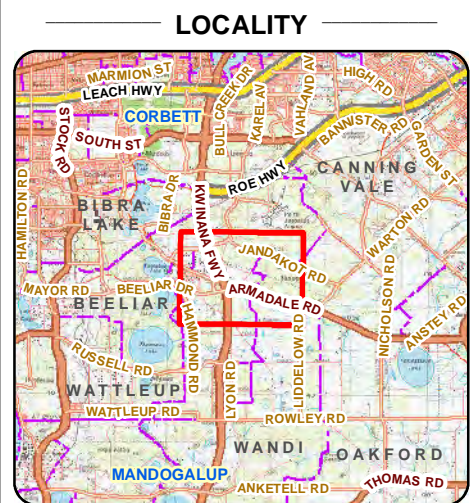 LOCALITY
MARMION ST
LEACH HWY
CORBETT
BULL CREEK DR
KAREL AV
VAHLAND AV
HIGH RD
BANNISTER RD
GARDEN ST
STOCK RD
SOUTH ST
ROE HWY
CANNING
VALE
HAMILTON RD
BIBRA
LAKE
BIBRA DR
KWINANA FWY
WARTON RD
JANDAKOT RD
MAYOR RD
BEELIAR DR
BEELIAR
ARMADALE RD
HAMMOND RD
LYON RD
LIDDELOW RD
NICHOLSON RD
ANSTEY RD
RUSSELL RD
WATTLEUP
WATTLEUP RD
ROWLEY RD
WANDI
OAKFORD
MANDOGALUP
ANKETELL RD
THOMAS RD